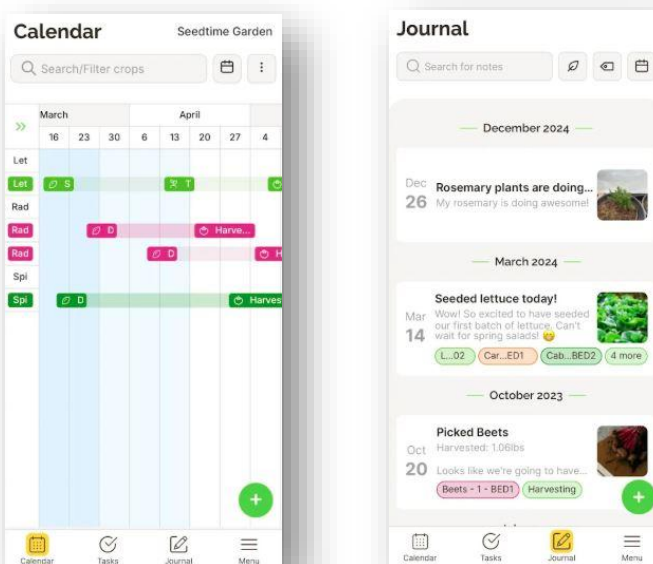 Calendar
Seedtime Garden
Search/Filter crops
March
April
16 23 30 6 13 20 27 4
Let
Let S T
Rad
Rad D Harve...
Rad D H
Spi
Spi D Harves
Calendar Tasks Journal Menu
Journal
Search for notes
December 2024
Dec
26
Rosemary plants are doing...
My rosemary is doing awesome!
March 2024
Mar
14
Seeded lettuce today!
Wow! So excited to have seeded
our first batch of lettuce. Can't
wait for spring salads! 😋
L...02 Car...ED1 Cab...BED2 4 more
October 2023
Oct
20
Picked Beets
Harvested: 1.06lbs
Looks like we're going to have...
Beets - 1 - BED1 Harvesting
Calendar Tasks Journal Menu